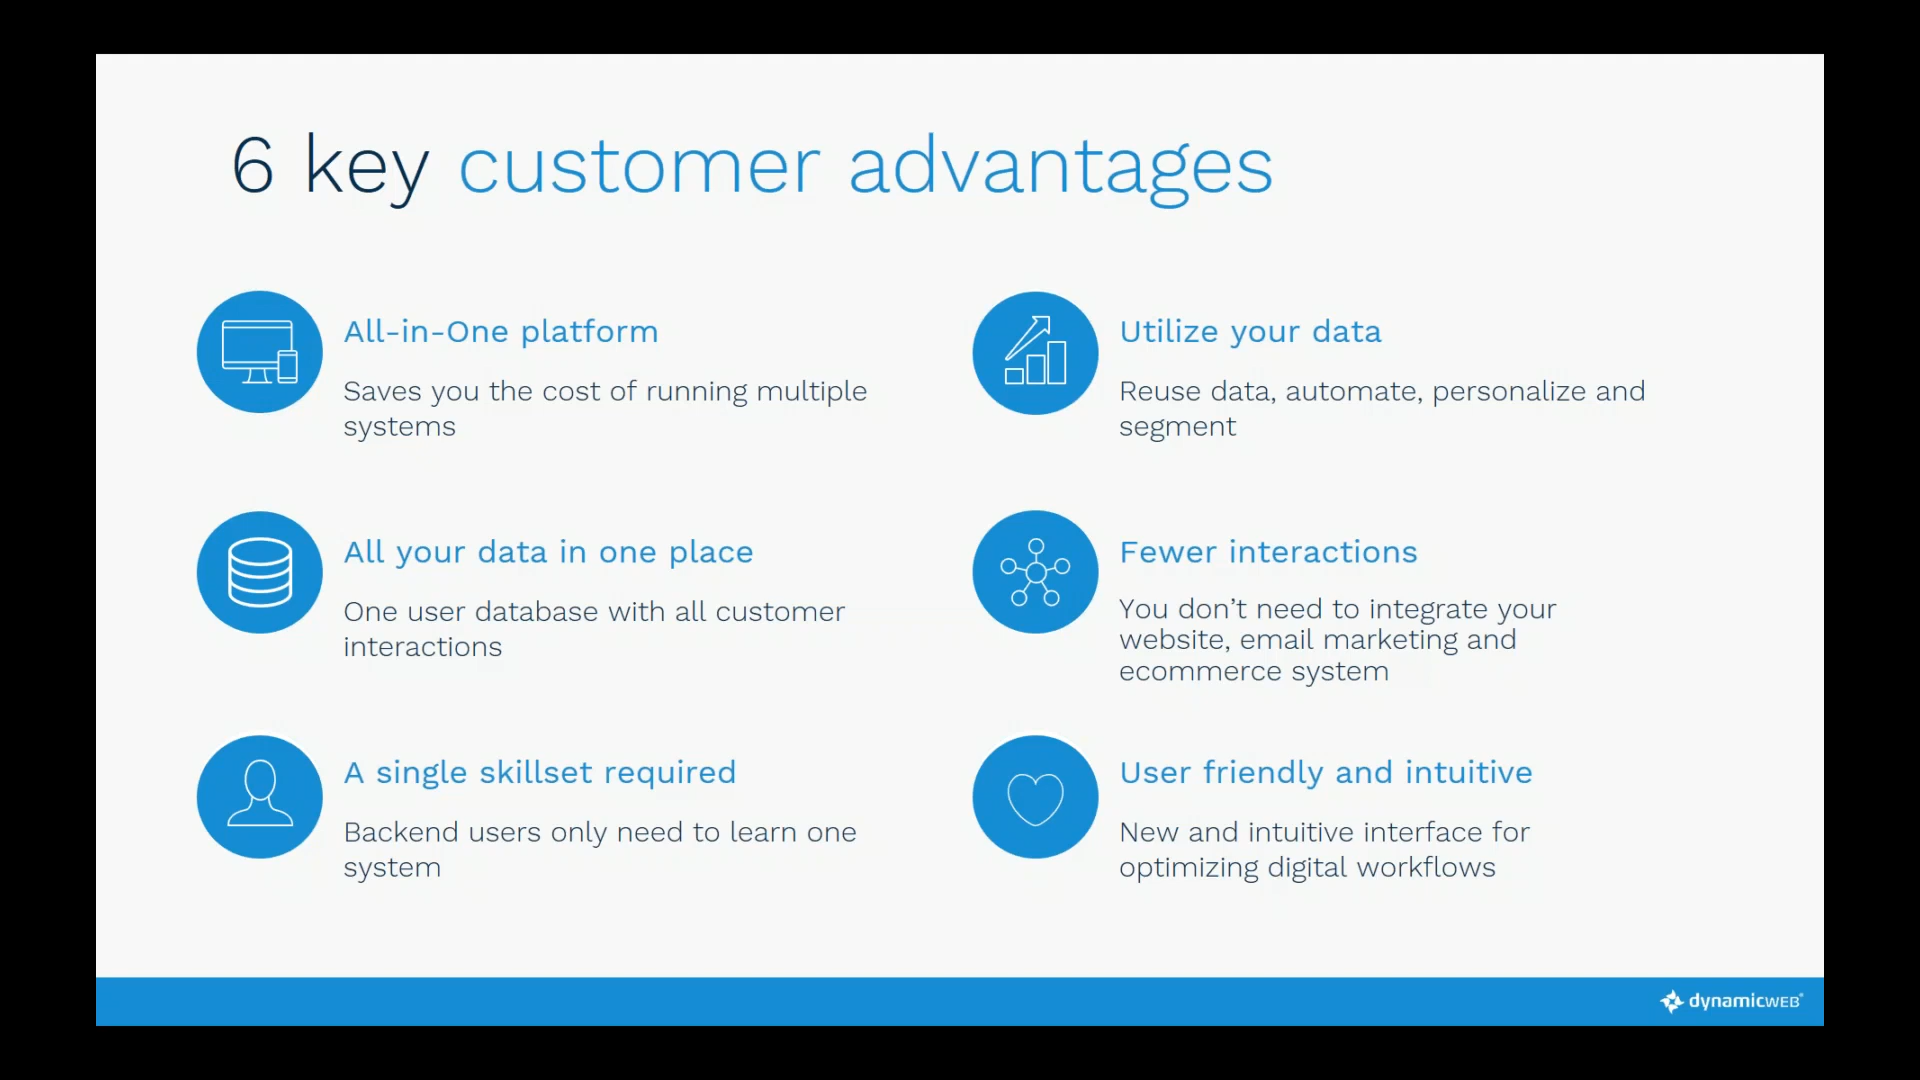 6 key customer advantages
All-in-One platform
Saves you the cost of running multiple
systems
Utilize your data
Reuse data, automate, personalize and
segment
All your data in one place
One user database with all customer
interactions
Fewer interactions
You don’t need to integrate your
website, email marketing and
ecommerce system
A single skillset required
Backend users only need to learn one
system
User friendly and intuitive
New and intuitive interface for
optimizing digital workflows
dynamicWEB®